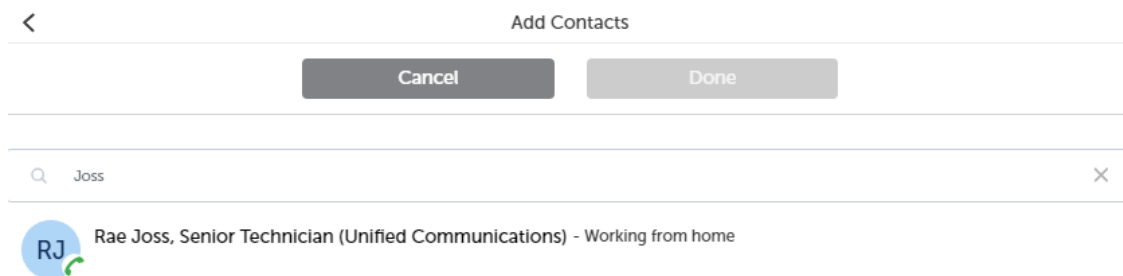 Add Contacts
Cancel
Done
Joss
RJ
Rae Joss, Senior Technician (Unified Communications) - Working from home